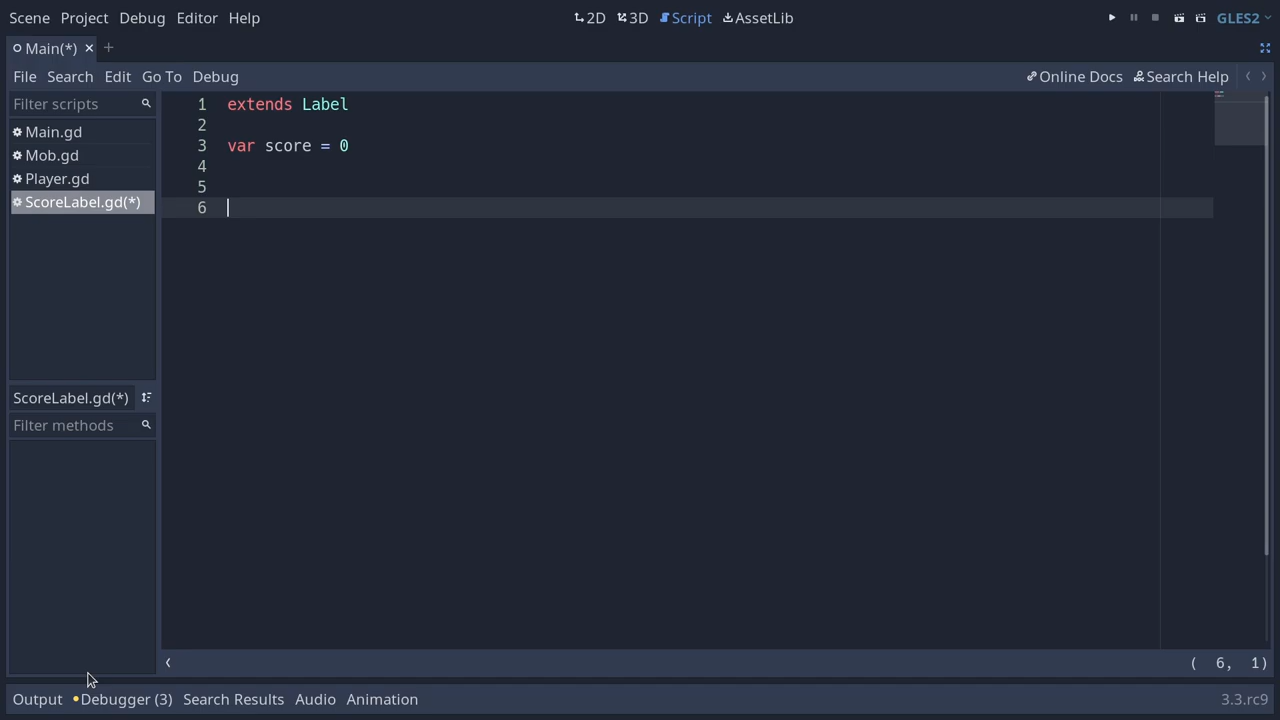 Scene Project Debug Editor Help 2D 3D Script AssetLib GLES2
Main(*)
File Search Edit Go To Debug Online Docs Search Help
Filter scripts
Main.gd
Mob.gd
Player.gd
ScoreLabel.gd(*)
ScoreLabel.gd(*)
Filter methods
1 extends Label
2
3 var score = 0
4
5
6
( 6, 1)
Output Debugger (3) Search Results Audio Animation 3.3.rc9